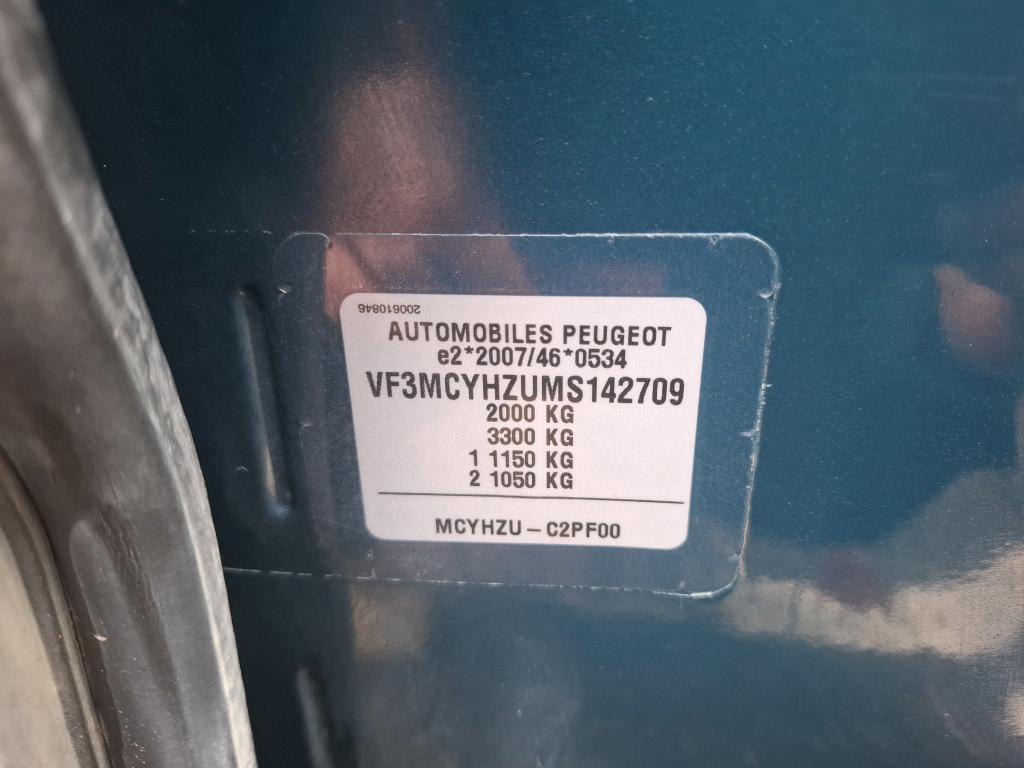 200610846
AUTOMOBILES PEUGEOT
e2*2007/46*0534
VF3MCYHZUMS142709
2000 KG
3300 KG
1 1150 KG
2 1050 KG
MCYHZU – C2PF00